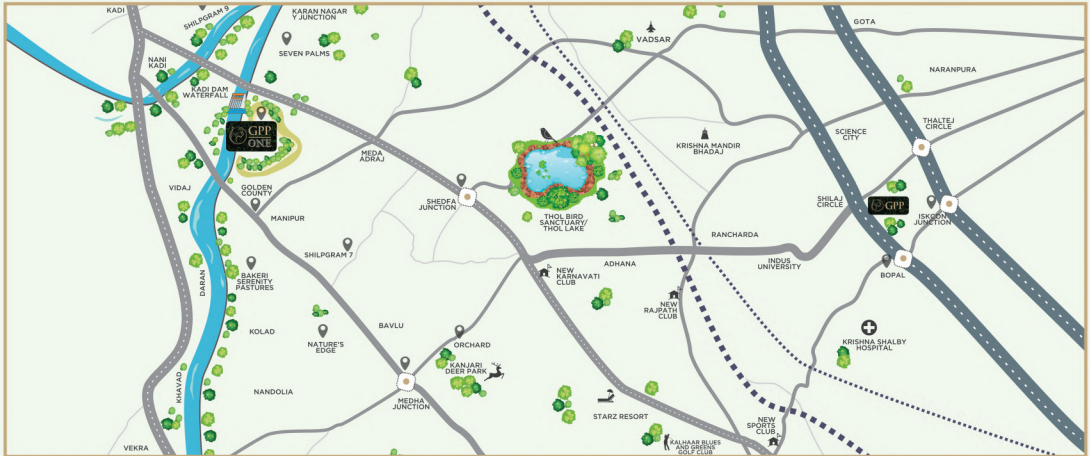 KADI
SHILPGRAM 9
KARAN NAGAR
Y JUNCTION
SEVEN PALMS
VADSAR
GOTA
NANI
KADI
KADI DAM
WATERFALL
NARANPURA
GPP
ONE
THALTEJ
CIRCLE
SCIENCE
CITY
KRISHNA MANDIR
BHADAJ
MEDA
ADRAJ
VIDAJ
GOLDEN
COUNTY
SHEDFA
JUNCTION
SHILAJ
CIRCLE
GPP
ISKCON
JUNCTION
MANIPUR
THOL BIRD
SANCTUARY/
THOL LAKE
RANCHARDA
SHILPGRAM 7
ADHANA
INDUS
UNIVERSITY
BOPAL
DARAN
BAKERI
SERENITY
PASTURES
NEW
KARNAVATI
CLUB
NEW
RAJPATH
CLUB
KOLAD
BAVLU
NATURE'S
EDGE
ORCHARD
KRISHNA SHALBY
HOSPITAL
KANJARI
DEER PARK
KHAVAD
NANDOLIA
MEDHA
JUNCTION
STARZ RESORT
NEW
SPORTS
CLUB
VEKRA
KALHAAR BLUES
AND GREENS
GOLF CLUB